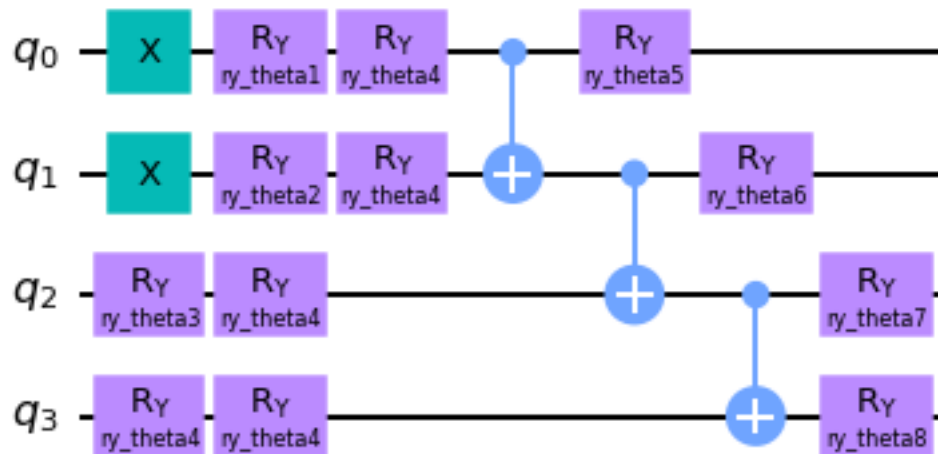 q0 X RY RY RY
ry_theta1 ry_theta4 ry_theta5
q1 X RY RY RY
ry_theta2 ry_theta4 ry_theta6
q2 RY RY RY
ry_theta3 ry_theta4 ry_theta7
q3 RY RY RY
ry_theta4 ry_theta4 ry_theta8